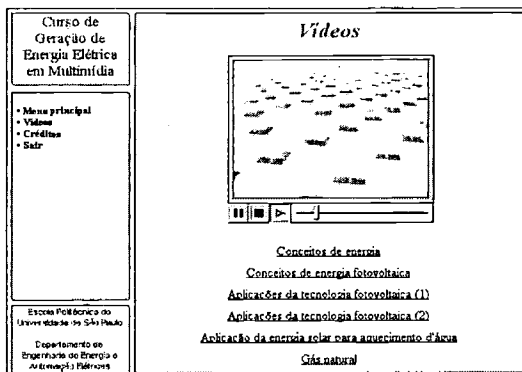 Curso de
Geração de
Energia Elétrica
em Multimídia
• Menu principal
• Vídeos
• Créditos
• Sair
Escola Politécnica da
Universidade de São Paulo
Departamento de
Engenharia de Energia e
Automação Elétricas
Vídeos
Conceitos de energia
Conceitos de energia fotovoltaica
Aplicações da tecnologia fotovoltaica (1)
Aplicações da tecnologia fotovoltaica (2)
Aplicação da energia solar para aquecimento d'água
Gás natural